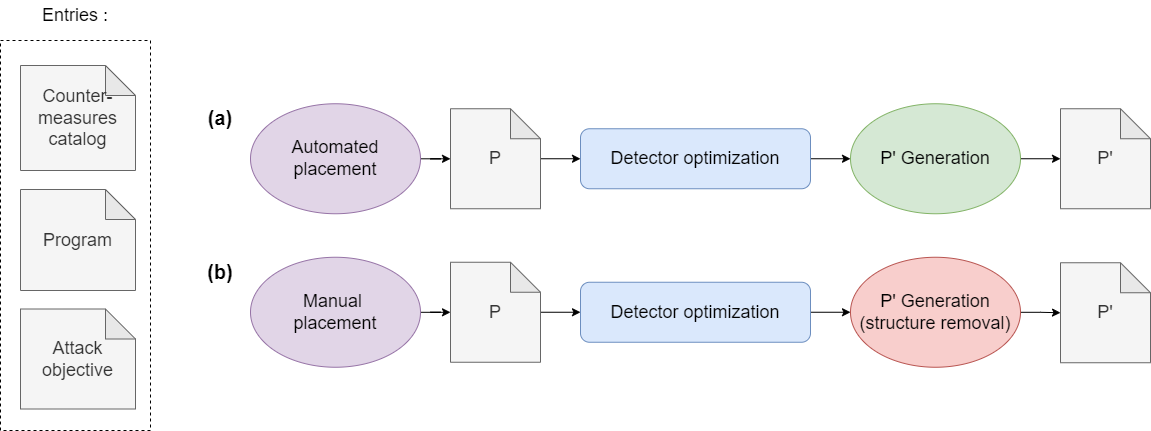 Entries :
Counter-
measures
catalog
Program
Attack
objective
(a)
Automated
placement
P
Detector optimization
P' Generation
P'
(b)
Manual
placement
P
Detector optimization
P' Generation
(structure removal)
P'